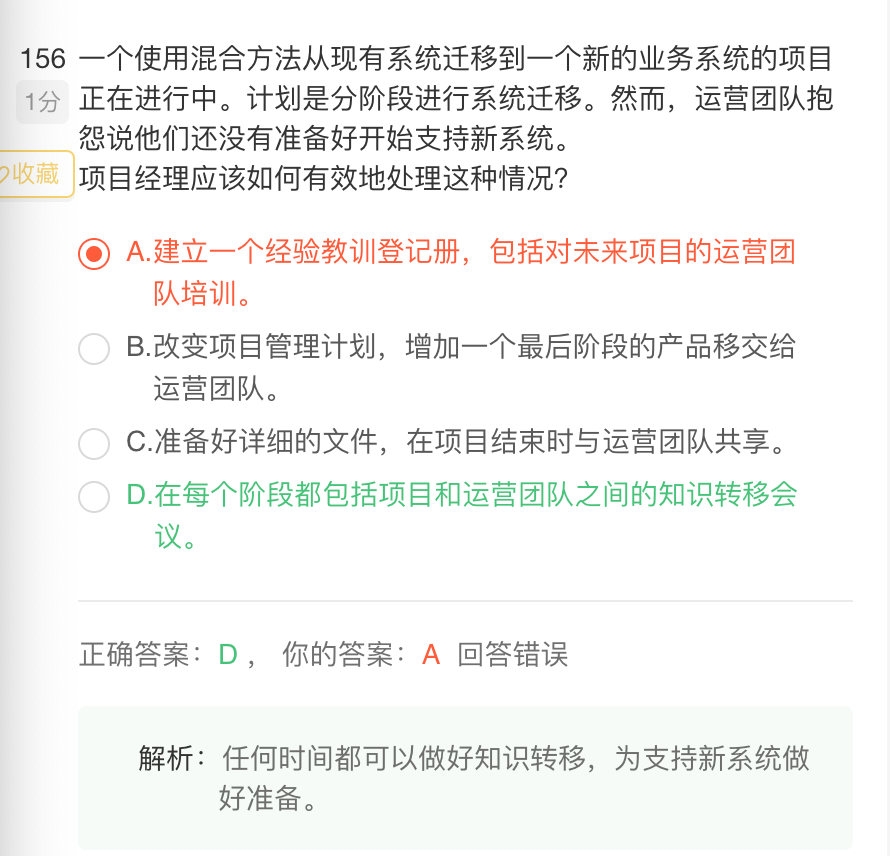 156 一个使用混合方法从现有系统迁移到一个新的业务系统的项目
1分 正在进行中。计划是分阶段进行系统迁移。然而，运营团队抱
怨说他们还没有准备好开始支持新系统。
收藏 项目经理应该如何有效地处理这种情况?
A.建立一个经验教训登记册，包括对未来项目的运营团
队培训。
B.改变项目管理计划，增加一个最后阶段的产品移交给
运营团队。
C.准备好详细的文件，在项目结束时与运营团队共享。
D.在每个阶段都包括项目和运营团队之间的知识转移会
议。
正确答案：D ， 你的答案：A 回答错误
解析：任何时间都可以做好知识转移，为支持新系统做
好准备。